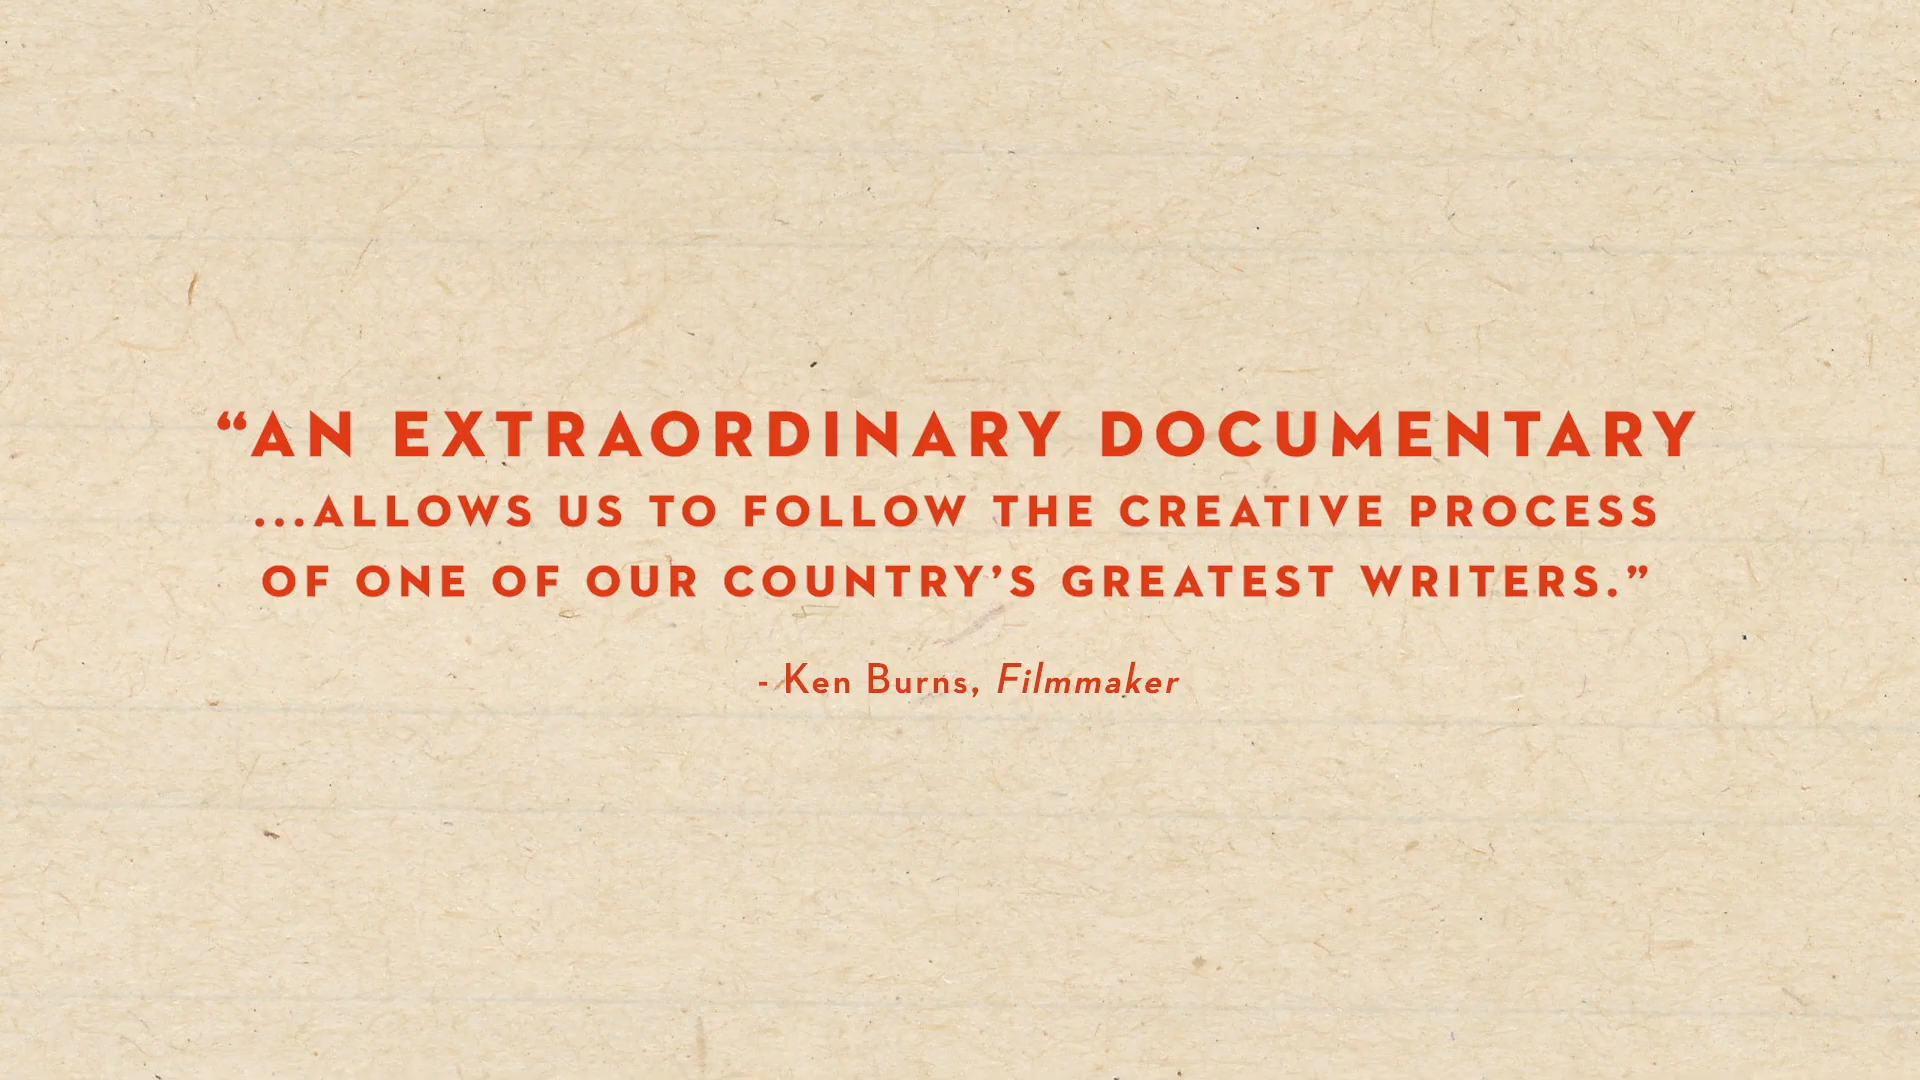 “AN EXTRAORDINARY DOCUMENTARY
...ALLOWS US TO FOLLOW THE CREATIVE PROCESS
OF ONE OF OUR COUNTRY’S GREATEST WRITERS.”
- Ken Burns, Filmmaker